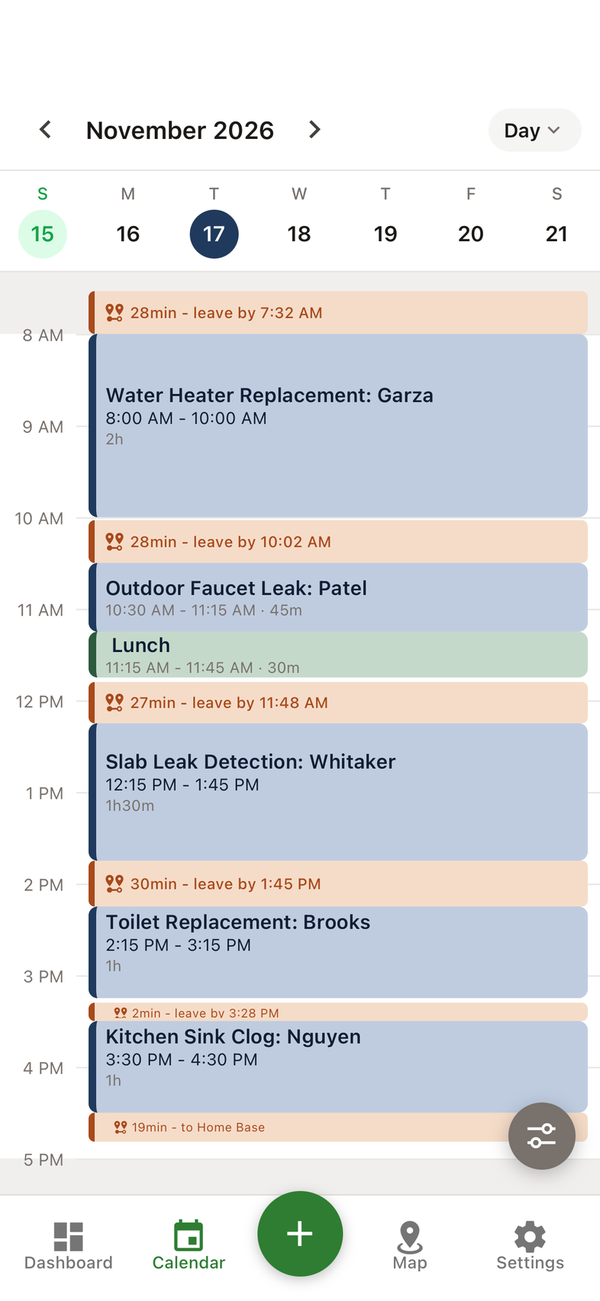 November 2026
Day
S M T W T F S
15 16 17 18 19 20 21
28min - leave by 7:32 AM
8 AM
Water Heater Replacement: Garza
8:00 AM - 10:00 AM
9 AM
2h
10 AM
28min - leave by 10:02 AM
Outdoor Faucet Leak: Patel
11 AM
10:30 AM - 11:15 AM · 45m
Lunch
11:15 AM - 11:45 AM · 30m
12 PM
27min - leave by 11:48 AM
Slab Leak Detection: Whitaker
12:15 PM - 1:45 PM
1 PM
1h30m
2 PM
30min - leave by 1:45 PM
Toilet Replacement: Brooks
2:15 PM - 3:15 PM
1h
3 PM
2min - leave by 3:28 PM
Kitchen Sink Clog: Nguyen
3:30 PM - 4:30 PM
4 PM
1h
19min - to Home Base
5 PM
Dashboard
Calendar
Map
Settings